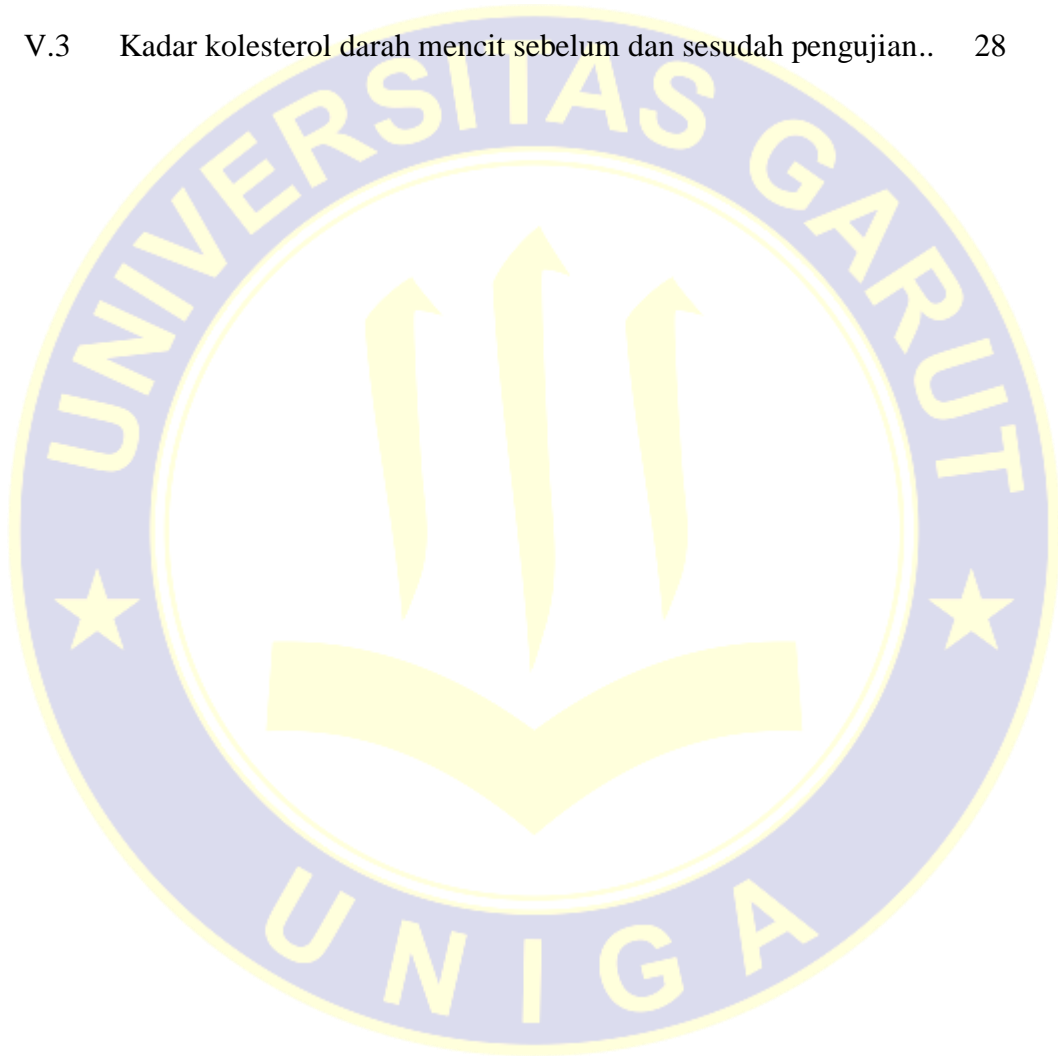 V.3 Kadar kolesterol darah mencit sebelum dan sesudah pengujian.. 28
UNIVERSITAS GARUT
UNIGA